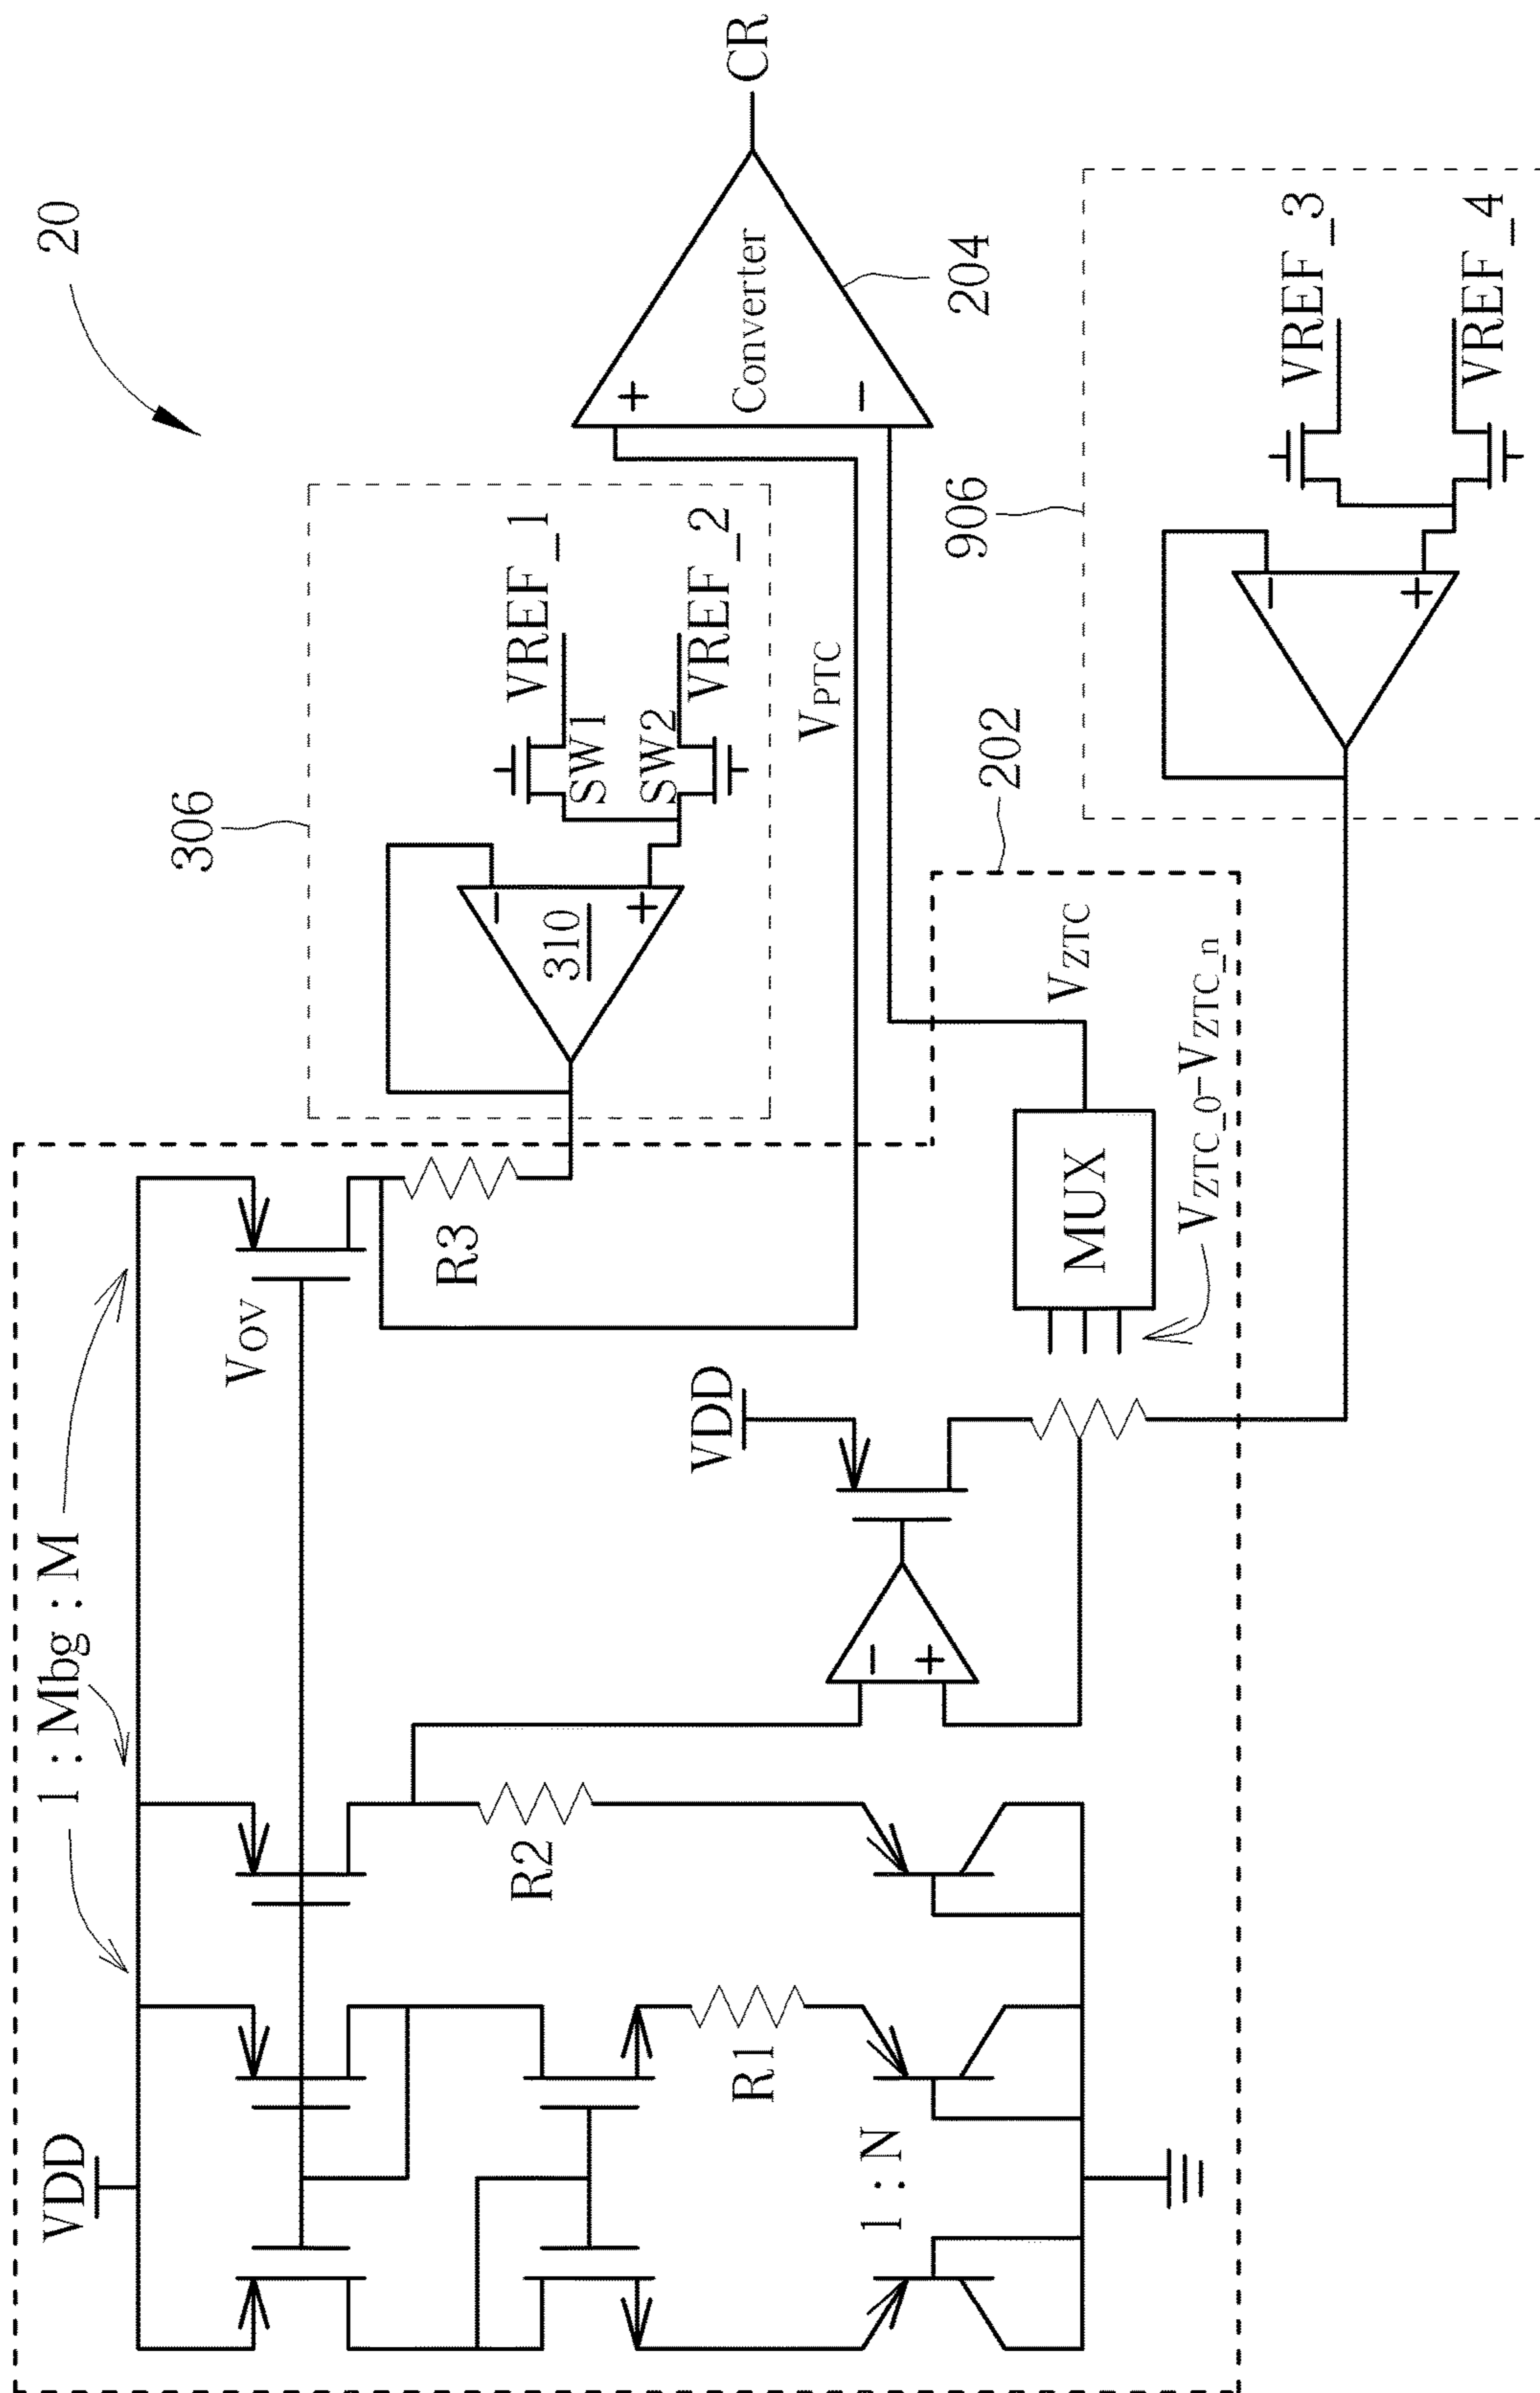 20
VDD
1 : Mbg : M
VOV
R3
306
310
−
+
SW1
SW2
VREF_1
VREF_2
VPTC
+
−
Converter
204
CR
R1
R2
1 : N
−
+
VDD
MUX
VZTC
VZTC_0-VZTC_n
202
906
−
+
VREF_3
VREF_4